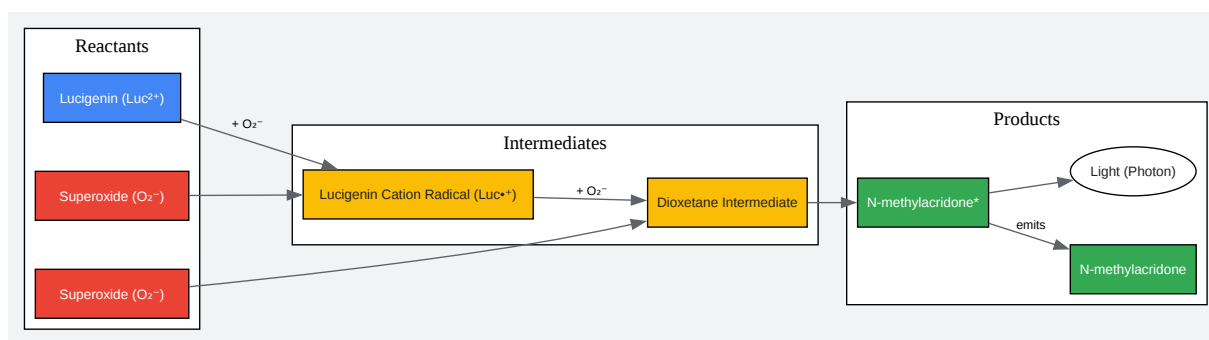 Reactants
Lucigenin (Luc²⁺)
Superoxide (O₂⁻)
Superoxide (O₂⁻)
+ O₂⁻
Intermediates
Lucigenin Cation Radical (Luc•⁺)
+ O₂⁻
Dioxetane Intermediate
Products
N-methylacridone*
Light (Photon)
emits
N-methylacridone